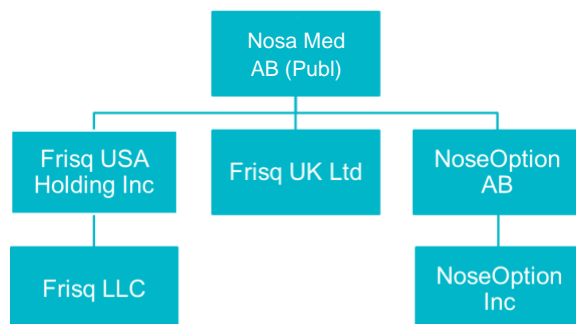 Nosa Med
AB (Publ)
Frisq USA
Holding Inc
Frisq UK Ltd
NoseOption
AB
Frisq LLC
NoseOption
Inc